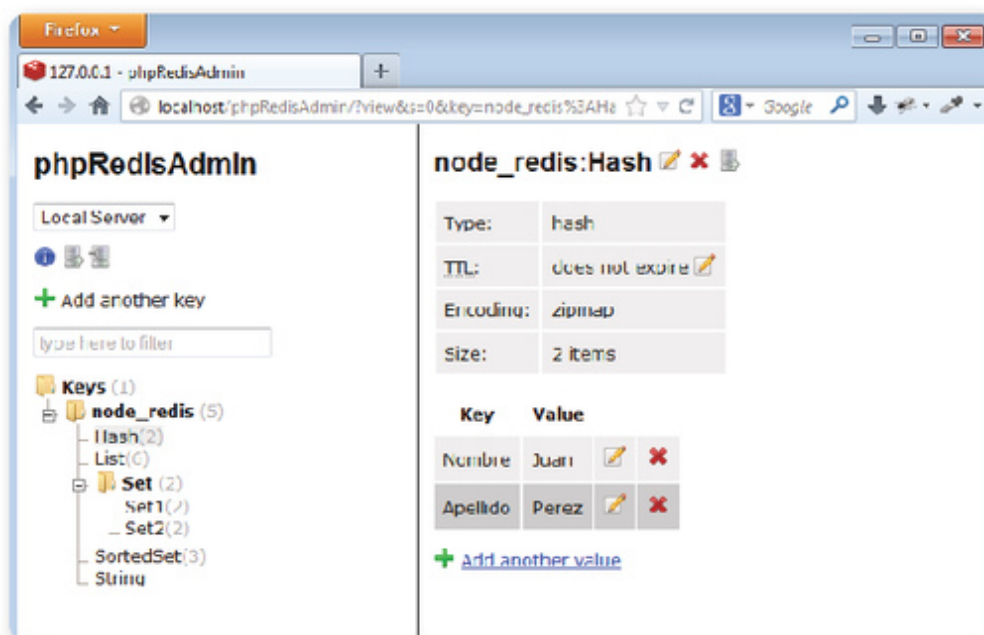 Firefox
127.0.0.1 - phpRedisAdmin
localhost/phpRedisAdmin/?view&s=0&key=node_redis%3AHa
Google
phpRedisAdmin
Local Server
Add another key
type here to filter
Keys (1)
node_redis (5)
Hash(2)
List(6)
Set (2)
Set1(2)
Set2(2)
SortedSet(3)
String
node_redis:Hash
Type: hash
TTL: does not expire
Encoding: zipmap
Size: 2 items
Key Value
Nombre Juan
Apellido Perez
Add another value